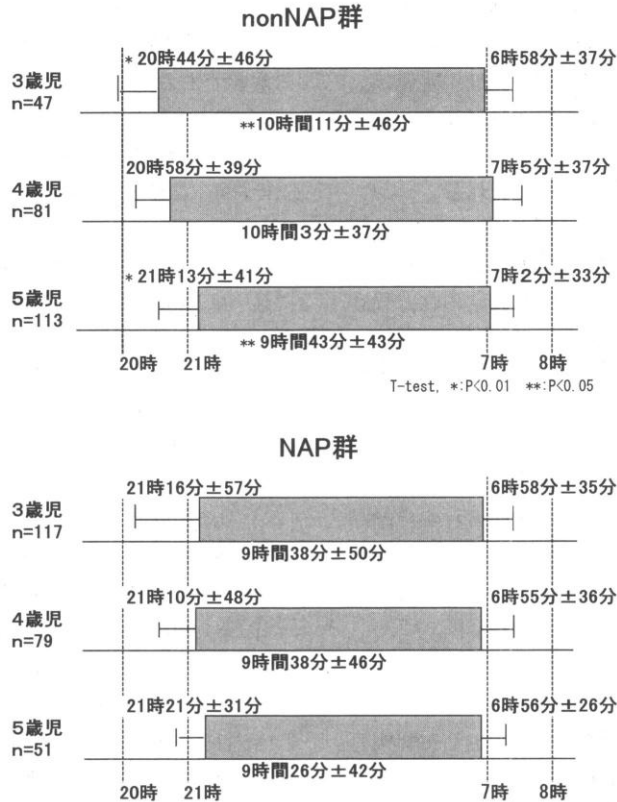 nonNAP群
* 20時44分±46分 6時58分±37分
3歳児
n=47
**10時間11分±46分
20時58分±39分 7時5分±37分
4歳児
n=81
10時間3分±37分
* 21時13分±41分 7時2分±33分
5歳児
n=113
** 9時間43分±43分
20時 21時 7時 8時
T-test, *:P<0.01 **:P<0.05
NAP群
21時16分±57分 6時58分±35分
3歳児
n=117
9時間38分±50分
21時10分±48分 6時55分±36分
4歳児
n=79
9時間38分±46分
21時21分±31分 6時56分±26分
5歳児
n=51
9時間26分±42分
20時 21時 7時 8時